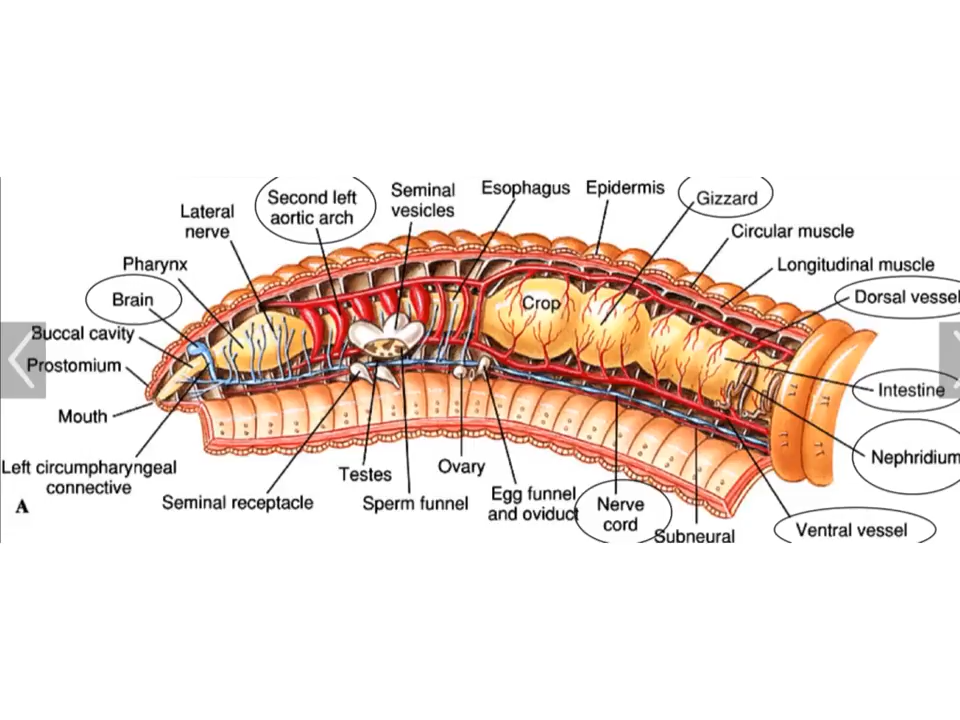 Second left
aortic arch
Seminal
vesicles
Esophagus
Epidermis
Gizzard
Lateral
nerve
Circular muscle
Pharynx
Longitudinal muscle
Brain
Dorsal vessel
Crop
Buccal cavity
Prostomium
Intestine
Mouth
Nephridium
Left circumpharyngeal
connective
Testes
Ovary
Seminal receptacle
Sperm funnel
Egg funnel
and oviduct
Nerve
cord
Subneural
Ventral vessel
A